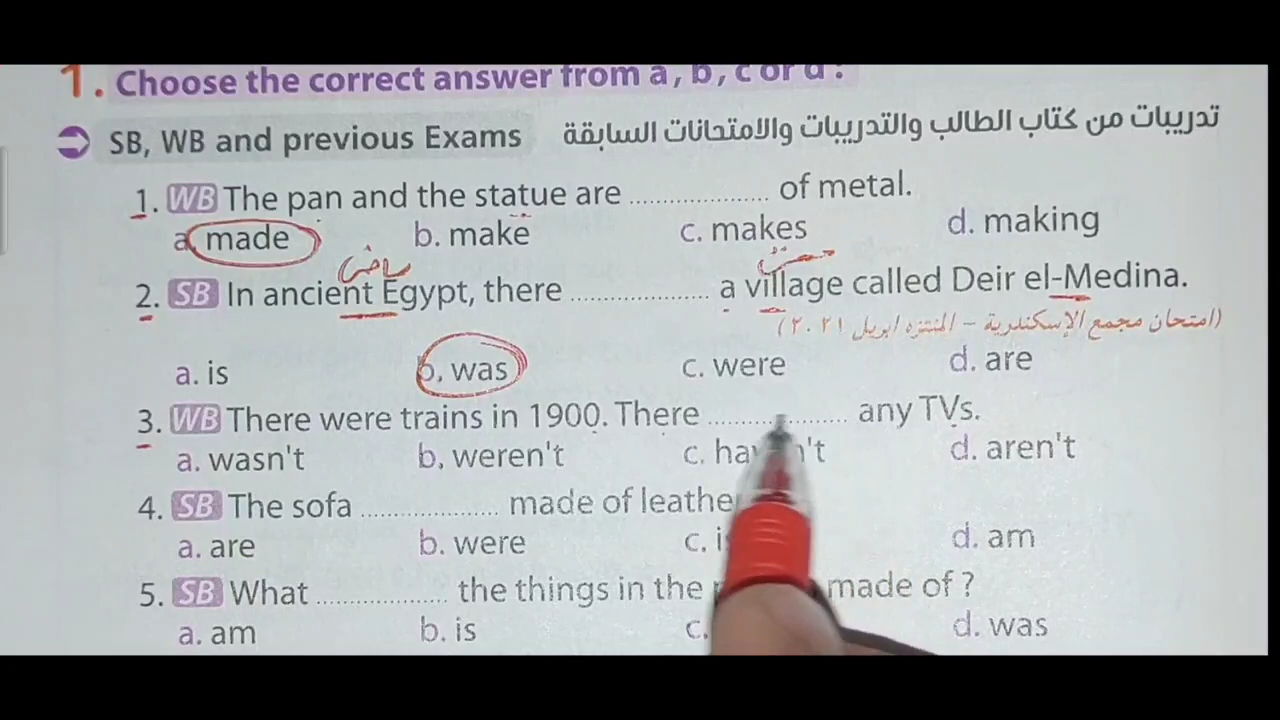 1. Choose the correct answer from a, b, c or d :
SB, WB and previous Exams تدريبات من كتاب الطالب والتدريبات والامتحانات السابقة
1. WB The pan and the statue are .................... of metal.
a. made b. make c. makes d. making
ماضى
2. SB In ancient Egypt, there .................... a village called Deir el-Medina.
(امتحان مجمع الإسكندرية - المنتزه ابريل ٢٠٢١)
a. is b. was c. were d. are
3. WB There were trains in 1900. There .................... any TVs.
a. wasn't b. weren't c. haven't d. aren't
4. SB The sofa .................... made of leathe
a. are b. were c. is d. am
5. SB What .................... the things in the made of ?
a. am b. is c. d. was